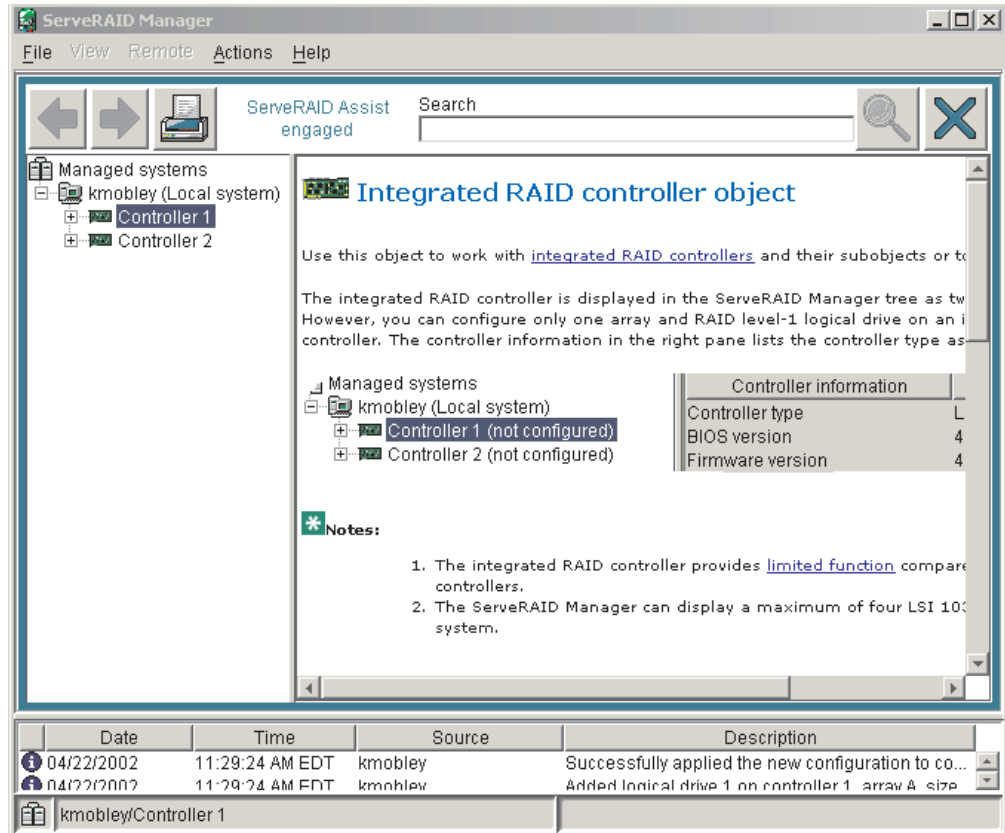 ServeRAID Manager
File View Remote Actions Help
ServeRAID Assist
engaged
Search
Managed systems
kmobley (Local system)
Controller 1
Controller 2
Integrated RAID controller object
Use this object to work with integrated RAID controllers and their subobjects or to
The integrated RAID controller is displayed in the ServeRAID Manager tree as tw
However, you can configure only one array and RAID level-1 logical drive on an i
controller. The controller information in the right pane lists the controller type as
Managed systems
kmobley (Local system)
Controller 1 (not configured)
Controller 2 (not configured)
Controller information
Controller type L
BIOS version 4
Firmware version 4
Notes:
1. The integrated RAID controller provides limited function compare
controllers.
2. The ServeRAID Manager can display a maximum of four LSI 103
system.
Date Time Source Description
04/22/2002 11:29:24 AM EDT kmobley Successfully applied the new configuration to co...
04/22/2002 11:29:24 AM EDT kmobley Added logical drive 1 on controller 1, array A, size
kmobley/Controller 1